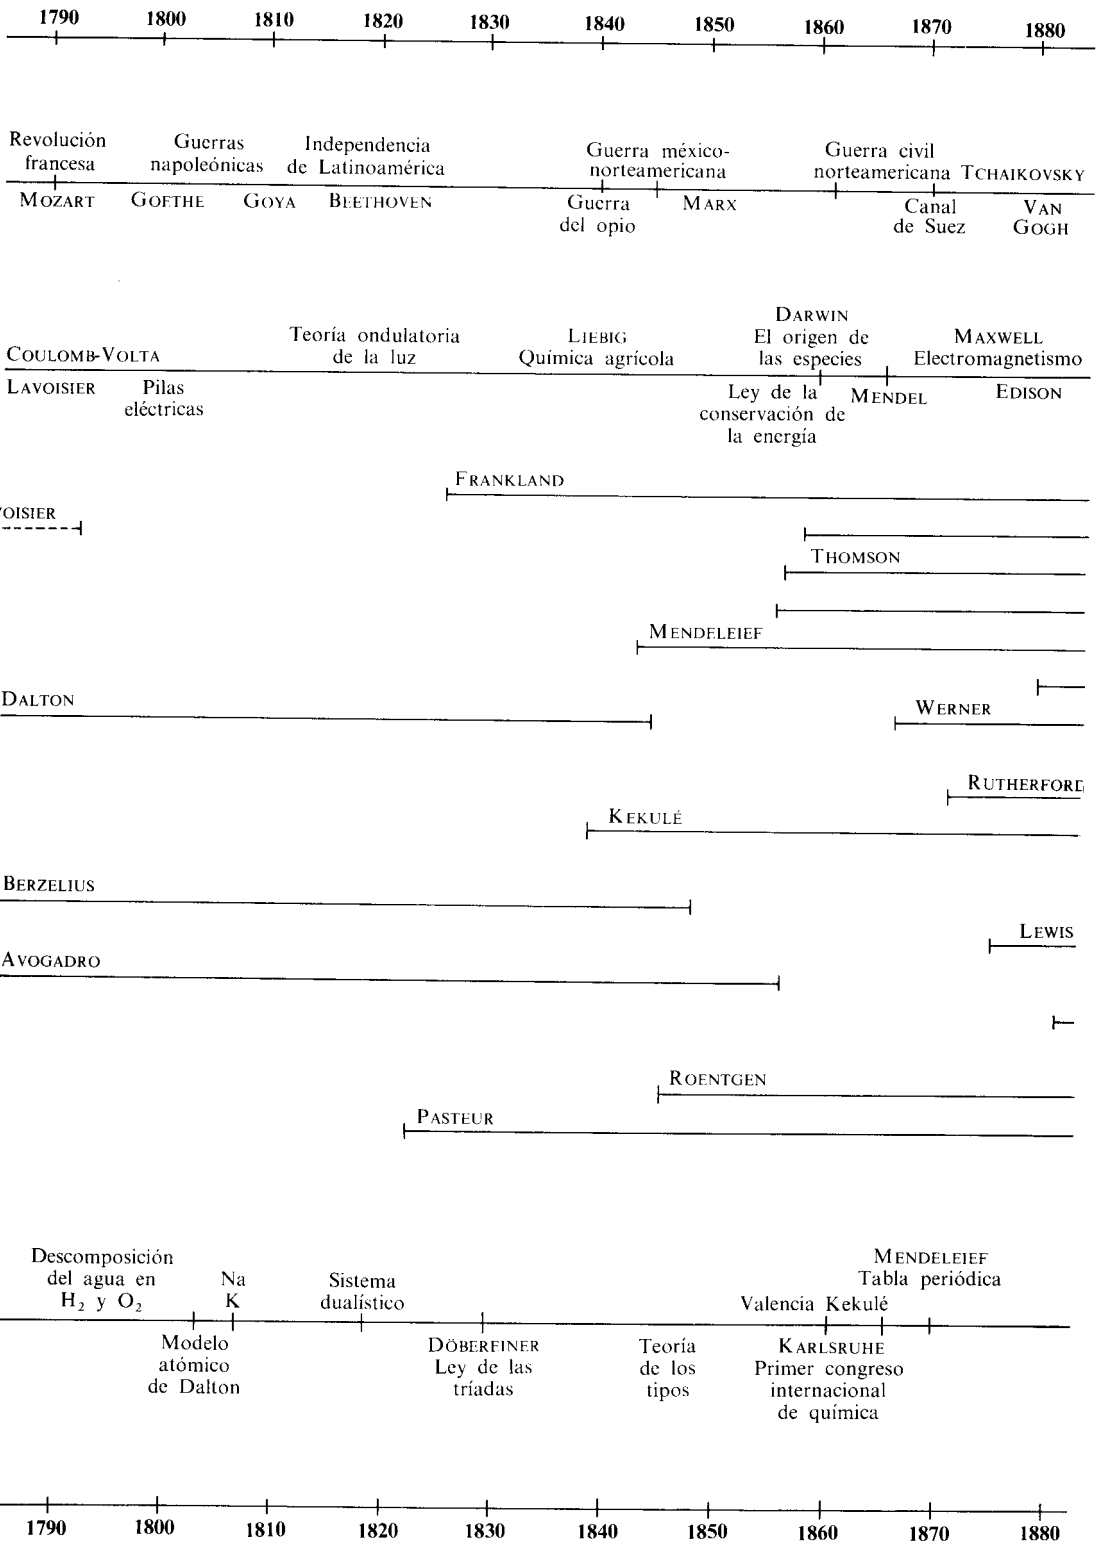 1790 1800 1810 1820 1830 1840 1850 1860 1870 1880
Revolución
francesa
Guerras
napoleónicas
Independencia
de Latinoamérica
Guerra méxico-
norteamericana
Guerra civil
norteamericana
TCHAIKOVSKY
MOZART
GOETHE
GOYA
BEETHOVEN
Guerra
del opio
MARX
Canal
de Suez
VAN
GOGH
COULOMB-VOLTA
Teoría ondulatoria
de la luz
LIEBIG
Química agrícola
DARWIN
El origen de
las especies
MAXWELL
Electromagnetismo
LAVOISIER
Pilas
eléctricas
Ley de la
conservación de
la energía
MENDEL
EDISON
FRANKLAND
VOISIER
THOMSON
MENDELEIEF
DALTON
WERNER
RUTHERFORD
KEKULÉ
BERZELIUS
LEWIS
AVOGADRO
ROENTGEN
PASTEUR
Descomposición
del agua en
H₂ y O₂
Na
K
Sistema
dualístico
Valencia Kekulé
MENDELEIEF
Tabla periódica
Modelo
atómico
de Dalton
DÖBEREINER
Ley de las
tríadas
Teoría
de los
tipos
KARLSRUHE
Primer congreso
internacional
de química
1790 1800 1810 1820 1830 1840 1850 1860 1870 1880